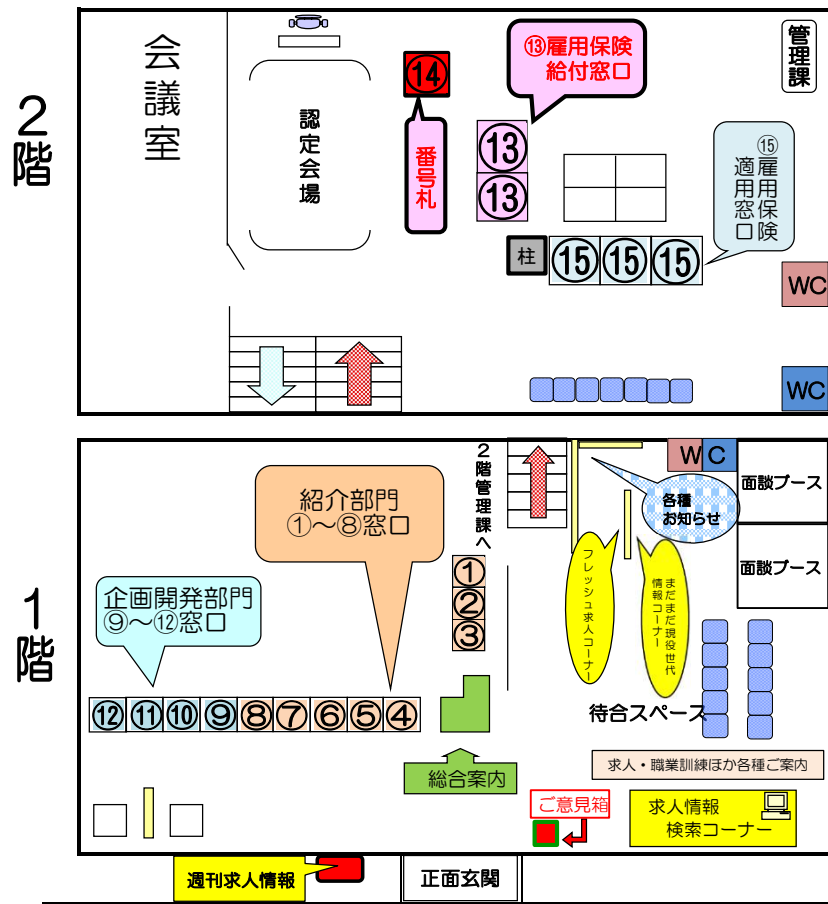 2階
会議室
認定会場
⑭
番号札
⑬雇用保険
給付窓口
⑬
⑬
管理課
⑮雇用保険
適用窓口
柱
⑮ ⑮ ⑮
WC
WC
1階
2階管理課へ
紹介部門
①~⑧窓口
企画開発部門
⑨~⑫窓口
①
②
③
⑫ ⑪ ⑩ ⑨ ⑧ ⑦ ⑥ ⑤ ④
総合案内
WC
各種
お知らせ
面談ブース
面談ブース
フレッシュ求人コーナー
まだまだ現役世代
情報コーナー
待合スペース
求人・職業訓練ほか各種ご案内
ご意見箱
求人情報
検索コーナー
週刊求人情報
正面玄関